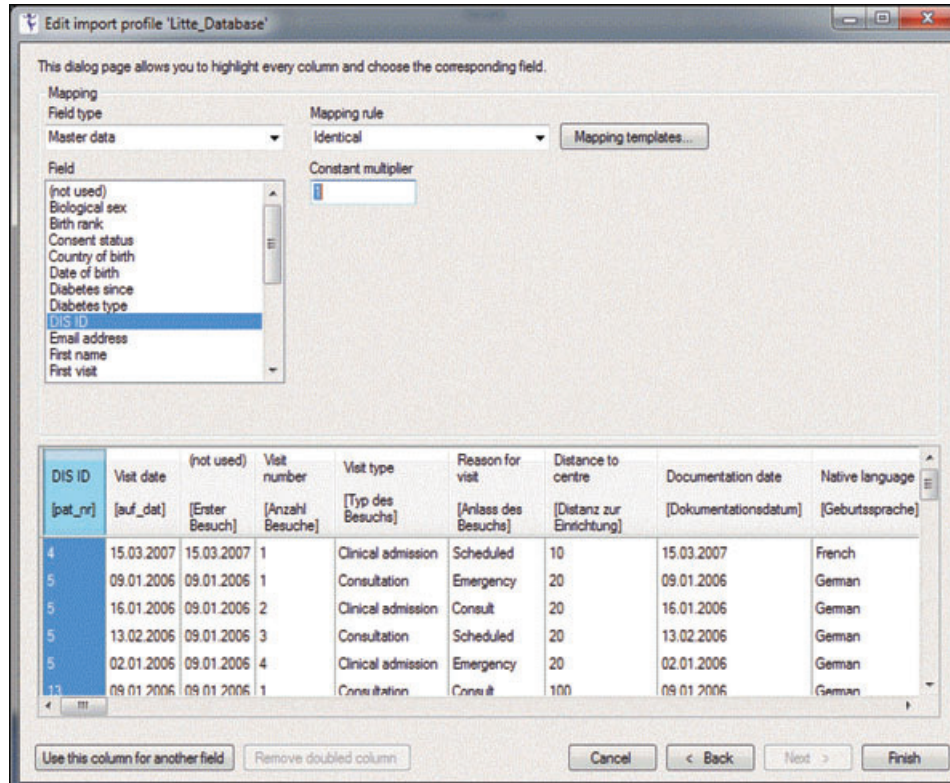 Edit import profile 'Litte_Database'
This dialog page allows you to highlight every column and choose the corresponding field.
Mapping
Field type Mapping rule
Master data Identical Mapping templates...
Field Constant multiplier
(not used) 1
Biological sex
Birth rank
Consent status
Country of birth
Date of birth
Diabetes since
Diabetes type
DIS ID
Email address
First name
First visit
DIS ID Visit date (not used) Visit number Visit type Reason for visit Distance to centre Documentation date Native language
[pat_nr] [auf_dat] [Erster Besuch] [Anzahl Besuche] [Typ des Besuchs] [Anlass des Besuchs] [Distanz zur Einrichtung] [Dokumentationsdatum] [Geburtssprache]
4 15.03.2007 15.03.2007 1 Clinical admission Scheduled 10 15.03.2007 French
5 09.01.2006 09.01.2006 1 Consultation Emergency 20 09.01.2006 German
5 16.01.2006 09.01.2006 2 Clinical admission Consult 20 16.01.2006 German
5 13.02.2006 09.01.2006 3 Consultation Scheduled 20 13.02.2006 German
5 02.01.2006 09.01.2006 4 Clinical admission Emergency 20 02.01.2006 German
13 09.01.2006 09.01.2006 1 Consultation Consult 100 09.01.2006 German
Use this column for another field Remove doubled column Cancel < Back Next > Finish